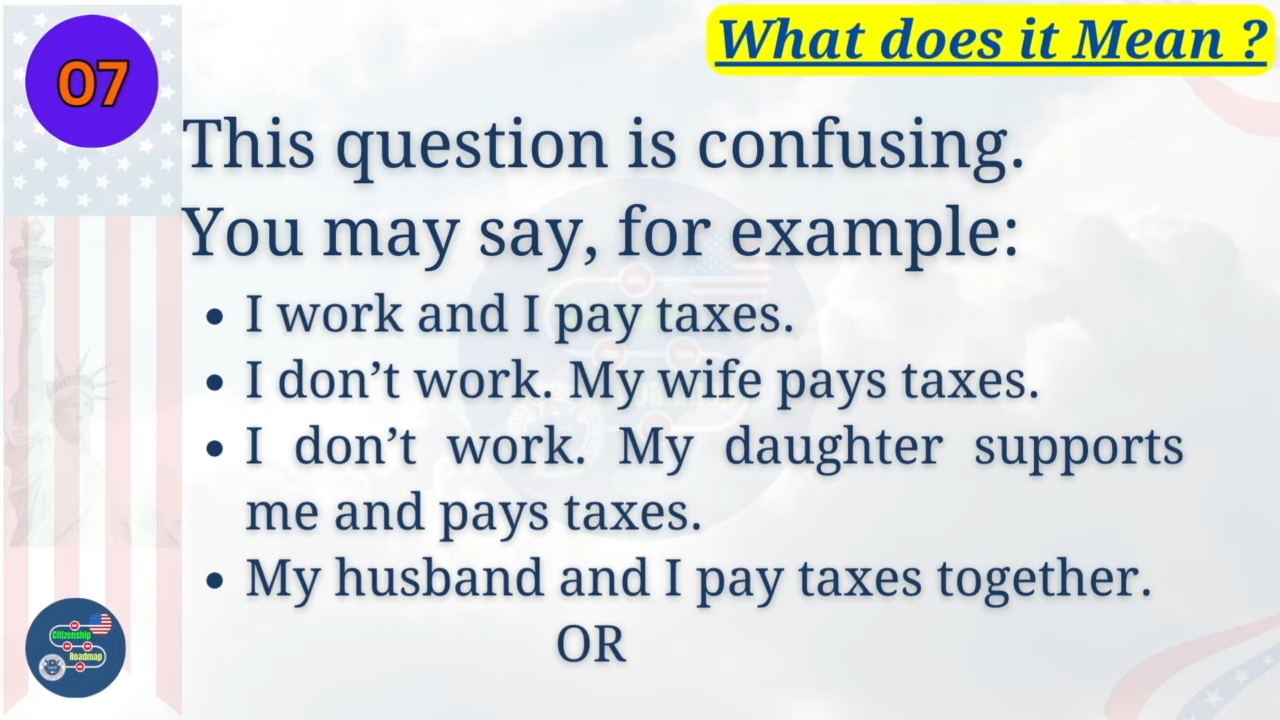 07
What does it Mean ?
This question is confusing.
You may say, for example:
• I work and I pay taxes.
• I don’t work. My wife pays taxes.
• I don’t work. My daughter supports
me and pays taxes.
• My husband and I pay taxes together.
OR
Citizenship
Roadmap